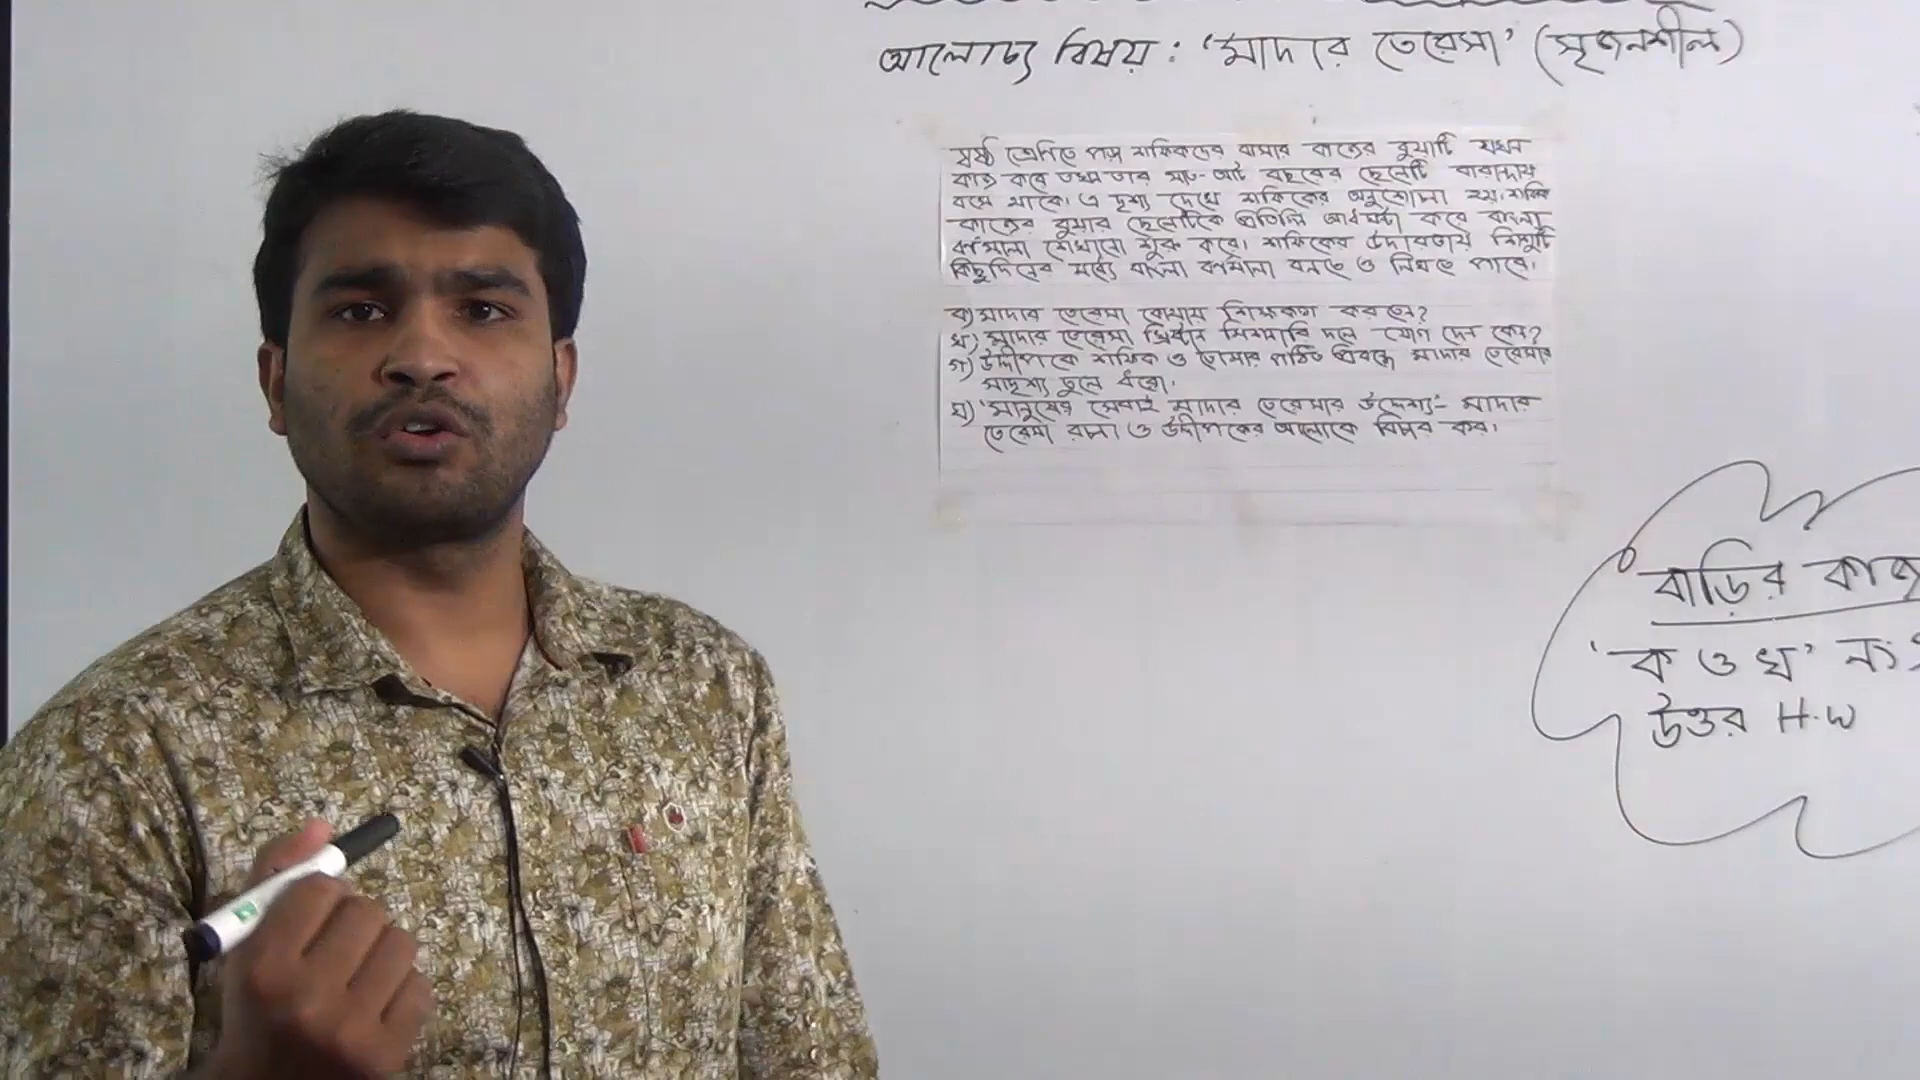 আলোচ্য বিষয় : ‘মাদার তেরেসা’ (সৃজনশীল)
ষষ্ঠ শ্রেণিতে পড়া শফিকদের বাসার কাজের বুয়াটি যখন
কাজ করে তখন তার সাত-আট বছরের ছেলেটি বারান্দায়
বসে থাকে। এ দৃশ্য দেখে শফিকের অনুশোচনা হয়। শফিক
কাজের বুয়ার ছেলেটিকে প্রতিদিন আধঘণ্টা করে বাংলা
বর্ণমালা শেখানো শুরু করে। শফিকের উদারতায় শিশুটি
কিছুদিনের মধ্যে বাংলা বর্ণমালা বলতে ও লিখতে পারে।
ক) মাদার তেরেসা কোথায় শিক্ষকতা করতেন?
খ) মাদার তেরেসা খ্রিষ্টান মিশনারি দলে যোগ দেন কেন?
গ) উদ্দীপকে শফিক ও তোমার পঠিত প্রবন্ধে মাদার তেরেসার
সাদৃশ্য তুলে ধরো।
ঘ) ‘মানুষের সেবাই মাদার তেরেসার উদ্দেশ্য’- মাদার
তেরেসা রচনা ও উদ্দীপকের আলোকে বিচার কর।
বাড়ির কাজ
‘ক ও খ’ নং
উত্তর H.W